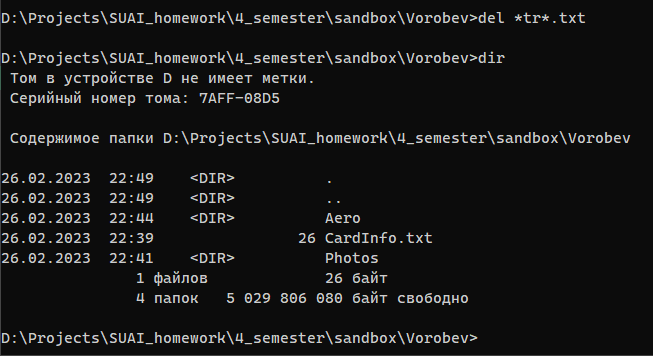 D:\Projects\SUAI_homework\4_semester\sandbox\Vorobev>del *tr*.txt
D:\Projects\SUAI_homework\4_semester\sandbox\Vorobev>dir
Том в устройстве D не имеет метки.
Серийный номер тома: 7AFF-08D5
Содержимое папки D:\Projects\SUAI_homework\4_semester\sandbox\Vorobev
26.02.2023  22:49    <DIR>          .
26.02.2023  22:49    <DIR>          ..
26.02.2023  22:44    <DIR>          Aero
26.02.2023  22:39                26 CardInfo.txt
26.02.2023  22:41    <DIR>          Photos
1 файлов             26 байт
4 папок   5 029 806 080 байт свободно
D:\Projects\SUAI_homework\4_semester\sandbox\Vorobev>